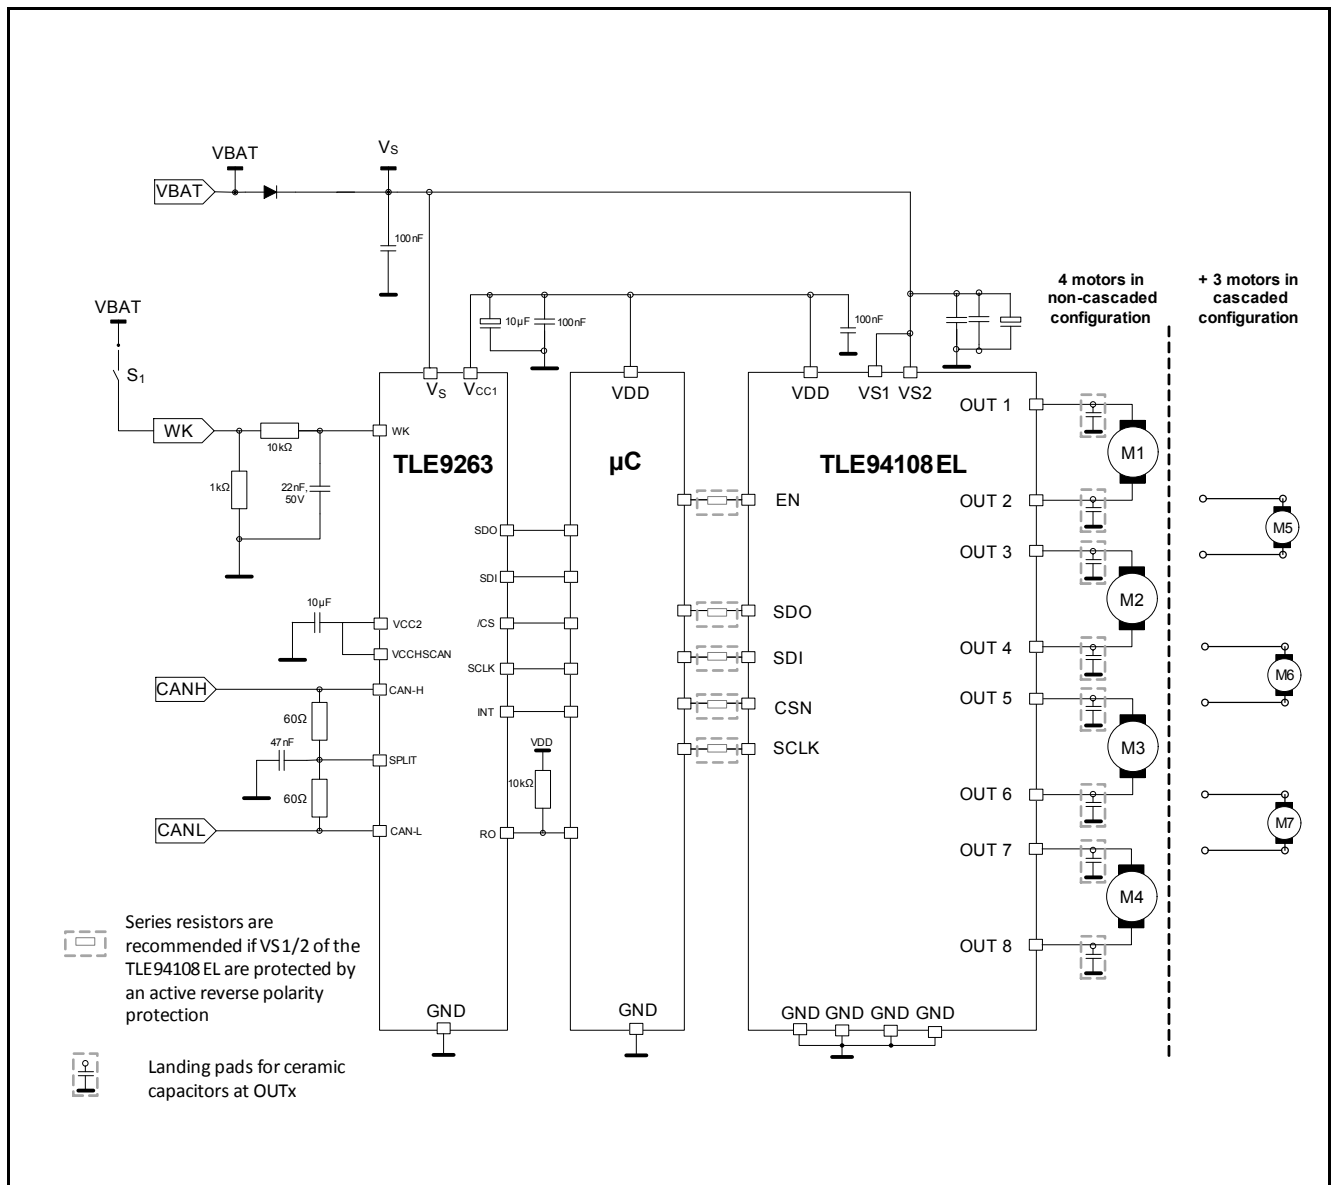 VBAT
VS
VBAT
100nF
4 motors in
non-cascaded
configuration
+ 3 motors in
cascaded
configuration
VBAT
10µF
100nF
100nF
S1
VS
VCC1
VDD
VDD
VS1
VS2
OUT 1
WK
10kΩ
WK
TLE9263
µC
TLE94108EL
M1
1kΩ
22nF,
50V
EN
OUT 2
SDO
M5
OUT 3
SDI
10µF
M2
SDO
VCC2
/CS
VCCHSCAN
SDI
OUT 4
SCLK
M6
CANH
CAN-H
OUT 5
CSN
INT
60Ω
47nF
VDD
SCLK
M3
SPLIT
10kΩ
60Ω
OUT 6
CANL
CAN-L
RO
M7
OUT 7
M4
Series resistors are
recommended if VS1/2 of the
TLE94108EL are protected by
an active reverse polarity
protection
OUT 8
GND
GND
GND
GND
GND
GND
Landing pads for ceramic
capacitors at OUTx